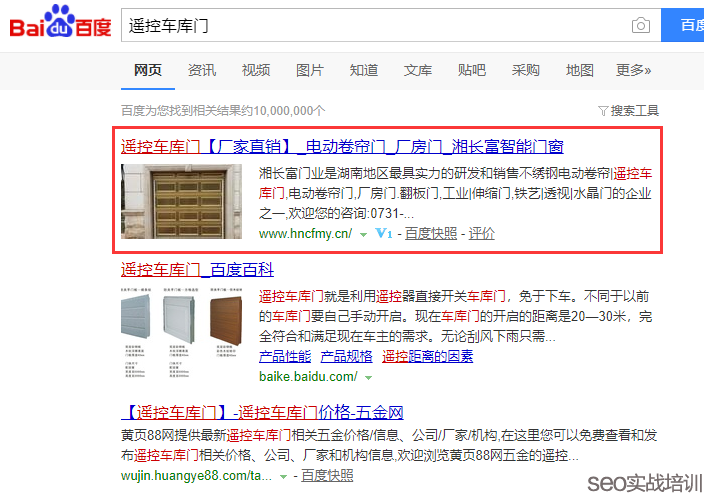 Bai du 百度
遥控车库门
百度
网页 资讯 视频 图片 知道 文库 贴吧 采购 地图 更多»
百度为您找到相关结果约10,000,000个 搜索工具
遥控车库门【厂家直销】_电动卷帘门_厂房门_湘长富智能门窗
湘长富门业是湖南地区最具实力的研发和销售不绣钢电动卷帘|遥控车
库门,电动卷帘门,厂房门.翻板门,工业|伸缩门,铁艺|透视|水晶门的企业
之一,欢迎您的咨询:0731-...
www.hncfmy.cn/ V1 - 百度快照 - 评价
遥控车库门_百度百科
遥控车库门就是利用遥控器直接开关车库门，免于下车。不同于以前
的车库门要自己手动开启。现在车库门的开启的距离是20—30米，完
全符合和满足现在车主的需求。无论刮风下雨只需...
产品性能 产品规格 遥控距离的因素
baike.baidu.com/
【遥控车库门】-遥控车库门价格-五金网
黄页88网提供最新遥控车库门相关五金价格/信息、公司/厂家/机构,在这里您可以免费查看和发
布遥控车库门相关价格、公司、厂家和机构信息,欢迎浏览黄页88网五金的遥控...
wujin.huangye88.com/ta... - 百度快照
seo实战培训